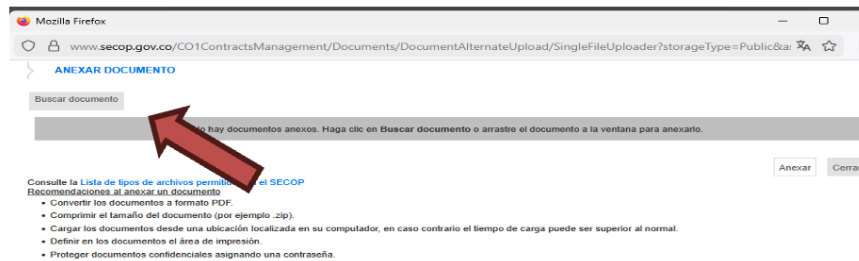 Mozilla Firefox
www.secop.gov.co/CO1ContractsManagement/Documents/DocumentAlternateUpload/SingleFileUploader?storageType=Public&a
ANEXAR DOCUMENTO
Buscar documento
hay documentos anexos. Haga clic en Buscar documento o arrastre el documento a la ventana para anexarlo.
Anexar Cerra
Consulte la Lista de tipos de archivos permitid el SECOP
Recomendaciones al anexar un documento
• Convertir los documentos a formato PDF.
• Comprimir el tamaño del documento (por ejemplo .zip).
• Cargar los documentos desde una ubicación localizada en su computador, en caso contrario el tiempo de carga puede ser superior al normal.
• Definir en los documentos el área de impresión.
• Proteger documentos confidenciales asignando una contraseña.